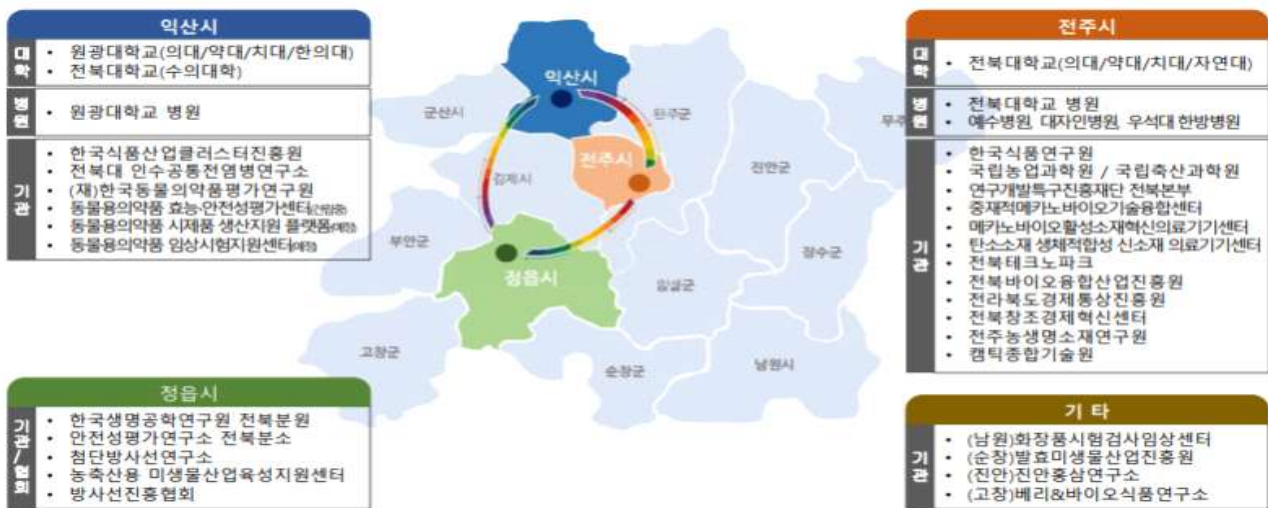 익산시
대학
• 원광대학교(의대/약대/치대/한의대)
• 전북대학교(수의대학)
병원
• 원광대학교 병원
기관
• 한국식품산업클러스터진흥원
• 전북대 인수공통전염병연구소
• (재)한국동물의약품평가연구원
• 동물용의약품 효능·안전성평가센터(건립중)
• 동물용의약품 시제품 생산지원 플랫폼(예정)
• 동물용의약품 임상시험지원센터(예정)
정읍시
기관/협회
• 한국생명공학연구원 전북분원
• 안전성평가연구소 전북분소
• 첨단방사선연구소
• 농축산용 미생물산업육성지원센터
• 방사선진흥협회
익산시
군산시
완주군
무주
전주시
김제시
진안군
부안군
정읍시
임실군
장수군
고창군
순창군
남원시
전주시
대학
• 전북대학교(의대/약대/치대/자연대)
병원
• 전북대학교 병원
• 예수병원, 대자인병원, 우석대 한방병원
기관
• 한국식품연구원
• 국립농업과학원 / 국립축산과학원
• 연구개발특구진흥재단 전북본부
• 중재적메카노바이오기술융합센터
• 메카노바이오활성소재혁신의료기기센터
• 탄소소재 생체적합성 신소재 의료기기센터
• 전북테크노파크
• 전북바이오융합산업진흥원
• 전라북도경제통상진흥원
• 전북창조경제혁신센터
• 전주농생명소재연구원
• 캠틱종합기술원
기 타
기관
• (남원)화장품시험검사임상센터
• (순창)발효미생물산업진흥원
• (진안)진안홍삼연구소
• (고창)베리&바이오식품연구소